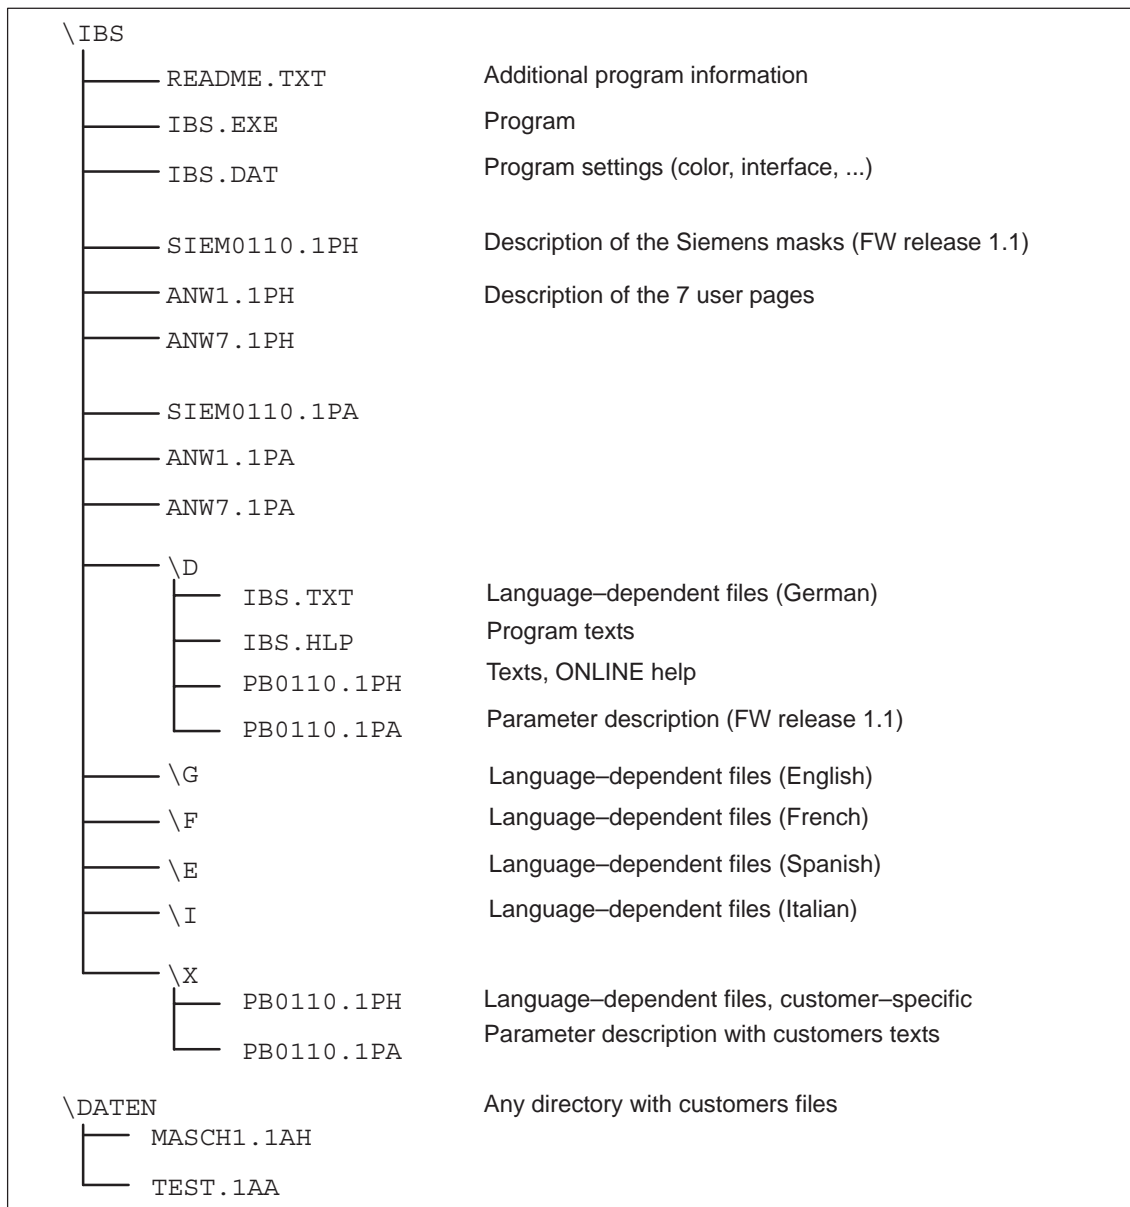 \IBS
README.TXT Additional program information
IBS.EXE Program
IBS.DAT Program settings (color, interface, ...)
SIEM0110.1PH Description of the Siemens masks (FW release 1.1)
ANW1.1PH Description of the 7 user pages
ANW7.1PH
SIEM0110.1PA
ANW1.1PA
ANW7.1PA
\D
IBS.TXT Language–dependent files (German)
IBS.HLP Program texts
PB0110.1PH Texts, ONLINE help
PB0110.1PA Parameter description (FW release 1.1)
\G Language–dependent files (English)
\F Language–dependent files (French)
\E Language–dependent files (Spanish)
\I Language–dependent files (Italian)
\X
PB0110.1PH Language–dependent files, customer–specific
Parameter description with customers texts
PB0110.1PA
\DATEN Any directory with customers files
MASCH1.1AH
TEST.1AA